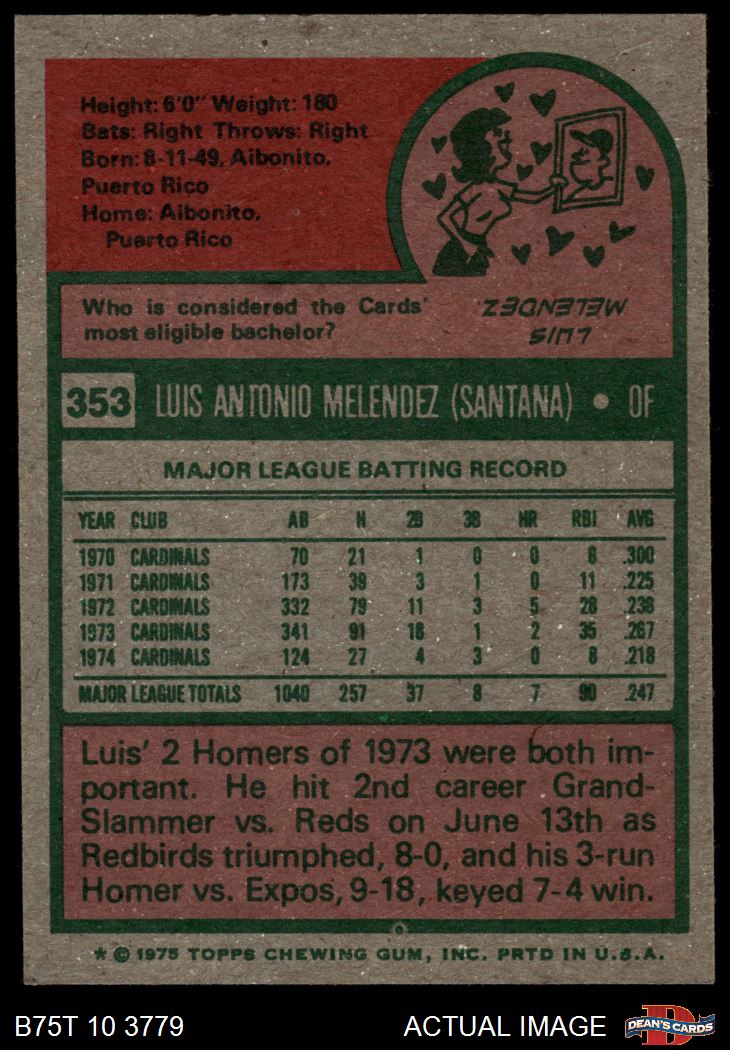 Height: 6'0" Weight: 180
Bats: Right Throws: Right
Born: 8-11-49, Aibonito,
Puerto Rico
Home: Aibonito,
Puerto Rico
Who is considered the Cards'
most eligible bachelor?
LUIS
MELENDEZ
353 LUIS ANTONIO MELENDEZ (SANTANA) • OF
MAJOR LEAGUE BATTING RECORD
YEAR CLUB AB H 2B 3B HR RBI AVG
1970 CARDINALS 70 21 1 0 0 6 .300
1971 CARDINALS 173 39 3 1 0 11 .225
1972 CARDINALS 332 79 11 3 5 28 .238
1973 CARDINALS 341 91 18 1 2 35 .267
1974 CARDINALS 124 27 4 3 0 8 .218
MAJOR LEAGUE TOTALS 1040 257 37 8 7 90 .247
Luis' 2 Homers of 1973 were both im-
portant. He hit 2nd career Grand-
Slammer vs. Reds on June 13th as
Redbirds triumphed, 8-0, and his 3-run
Homer vs. Expos, 9-18, keyed 7-4 win.
* © 1975 TOPPS CHEWING GUM, INC. PRTD IN U.S.A.
B75T 10 3779 ACTUAL IMAGE
D
DEAN'S CARDS